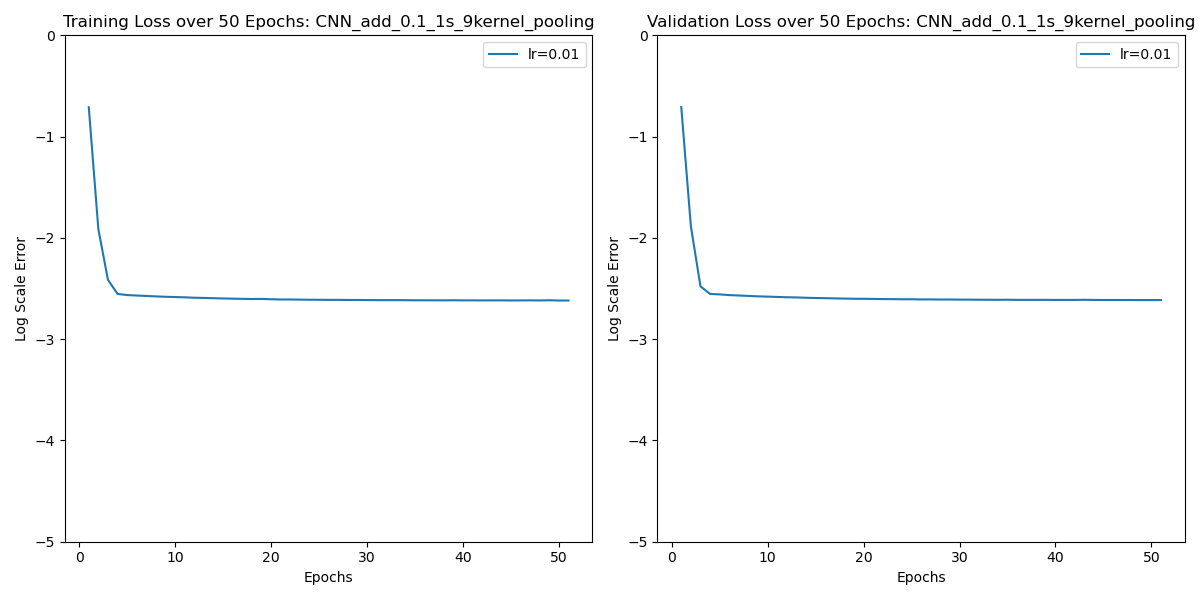 Training Loss over 50 Epochs: CNN_add_0.1_1s_9kernel_pooling
lr=0.01
0
−1
−2
−3
−4
−5
Log Scale Error
0 10 20 30 40 50
Epochs
Validation Loss over 50 Epochs: CNN_add_0.1_1s_9kernel_pooling
lr=0.01
0
−1
−2
−3
−4
−5
Log Scale Error
0 10 20 30 40 50
Epochs